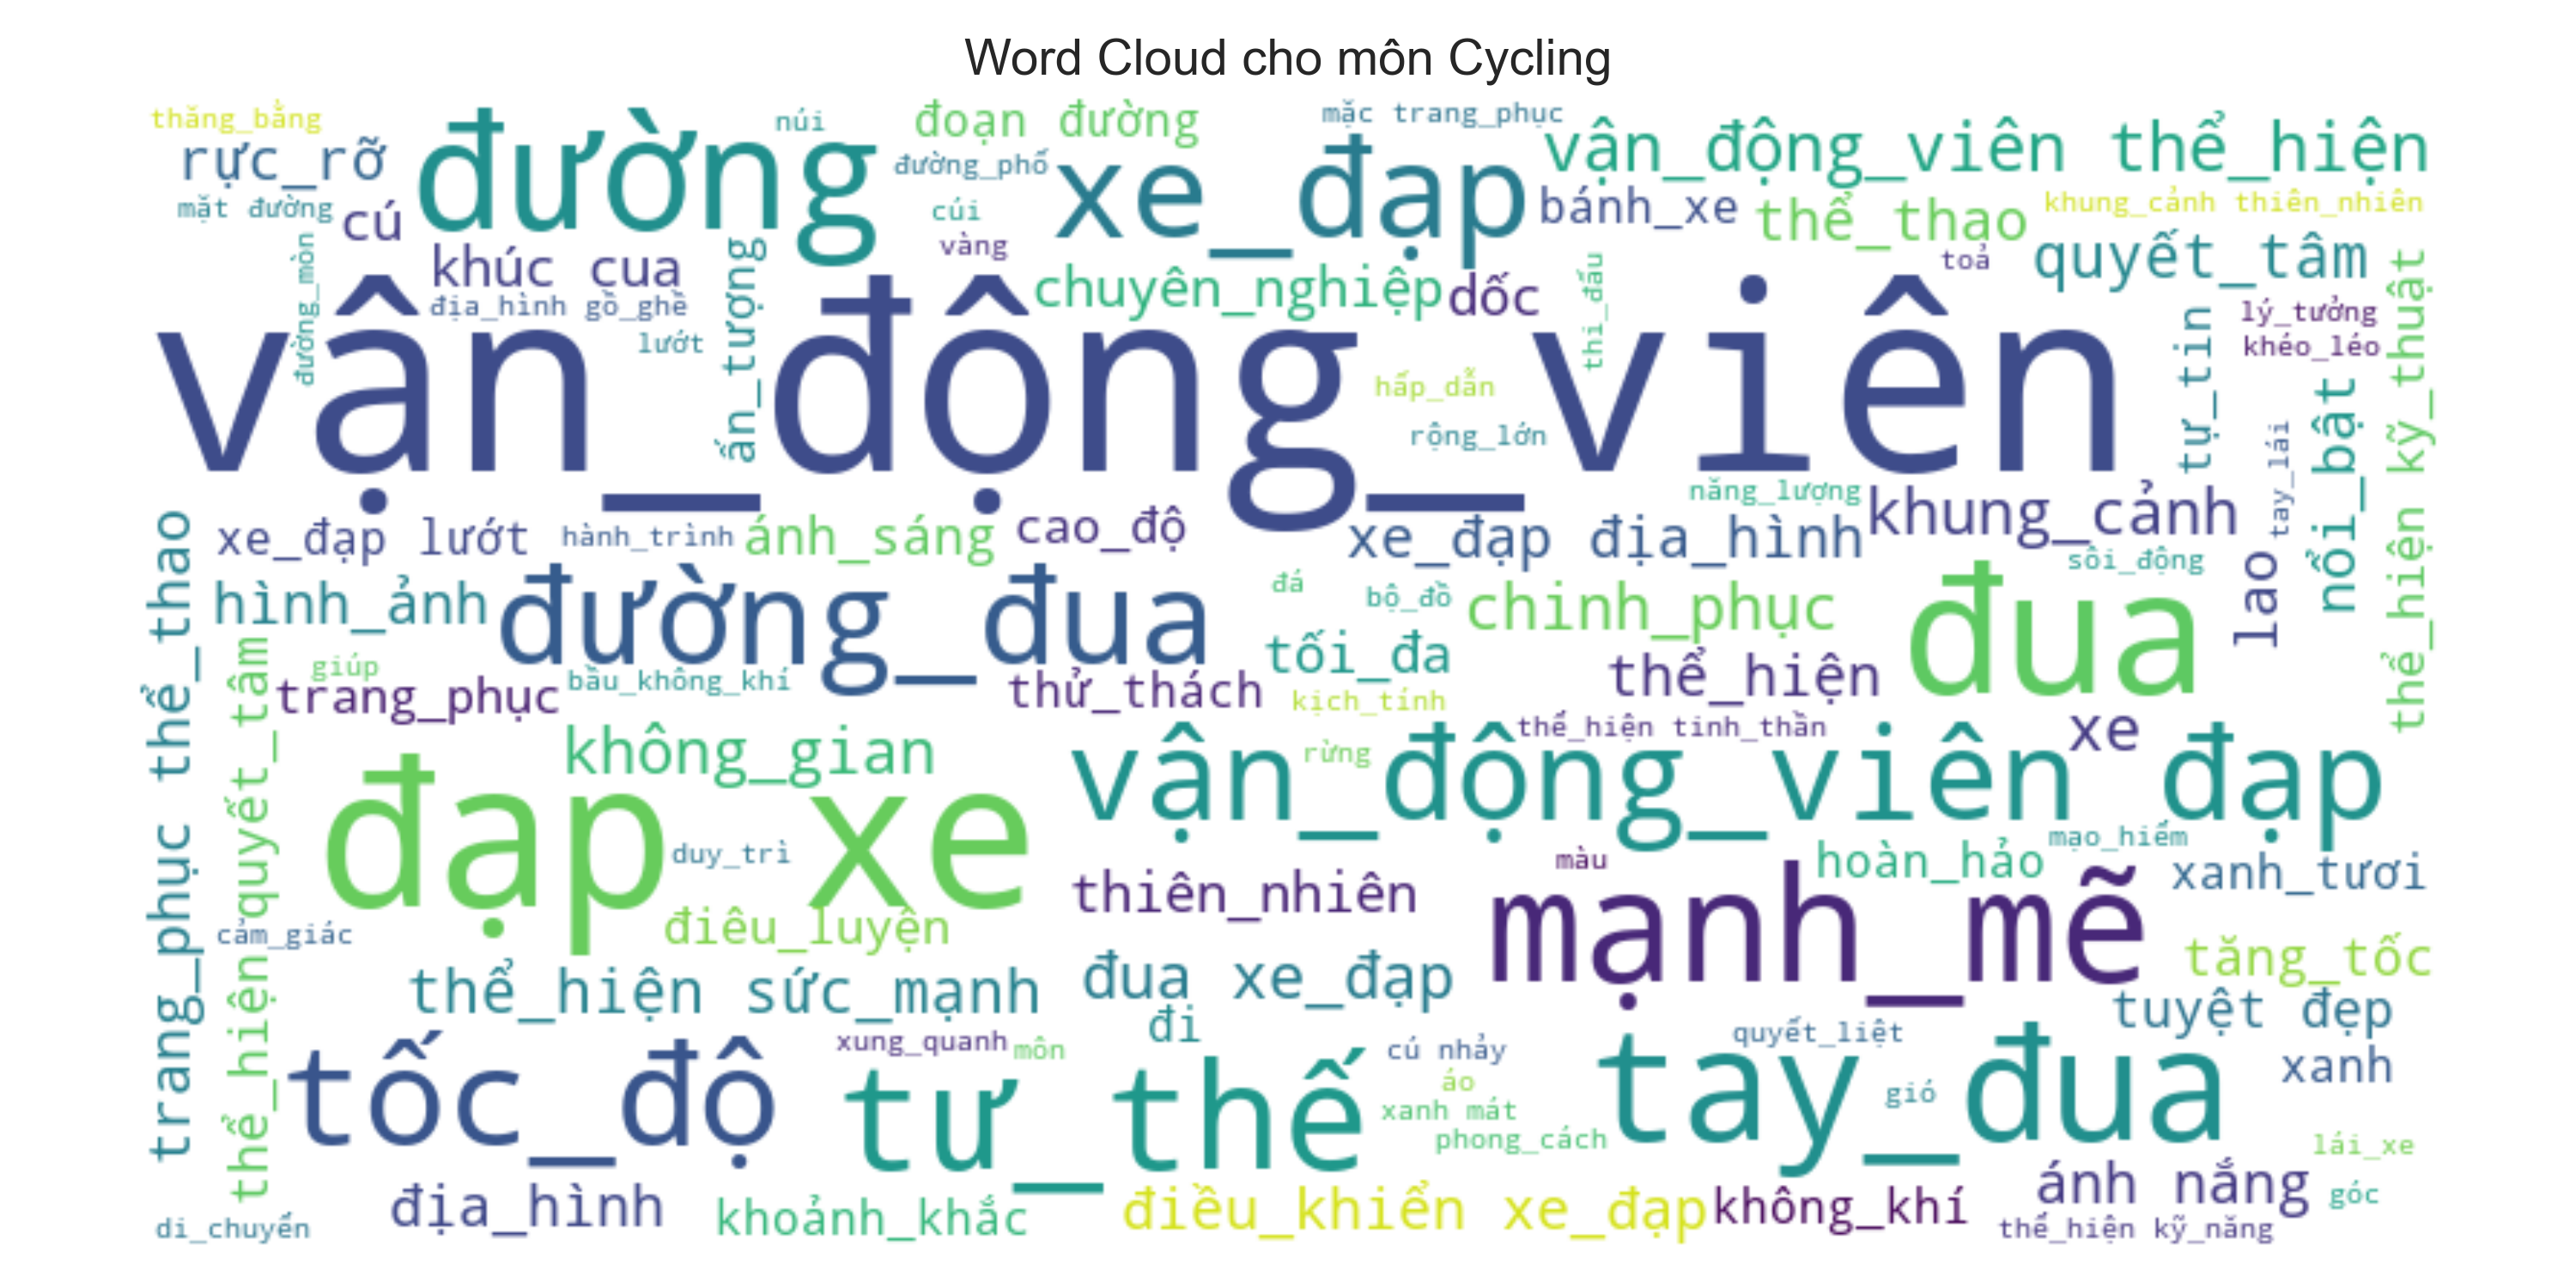 Word Cloud cho môn Cycling
thăng_bằng
đường
núi
đoạn đường
mặc trang_phục
vận_động_viên thể_hiện
rực_rỡ
đường_phố
xe_đạp
mặt đường
cú
cúi
bánh_xe
thể_thao
khung_cảnh thiên_nhiên
vàng
khúc cua
quyết_tâm
toả
đường_mòn
ấn_tượng
chuyên_nghiệp
dốc
thi_đấu
địa_hình gồ_ghề
lý_tưởng
lướt
khéo_léo
vận_động_viên
hấp_dẫn
rộng_lớn
tự_tin
tay_lái
nổi_bật
thể_hiện kỹ_thuật
năng_lượng
khung_cảnh
xe_đạp lướt
hành_trình
ánh_sáng
cao_độ
xe_đạp địa_hình
sôi_động
lao
hình_ảnh
đường_đua
đá
bộ_đồ
chinh_phục
đua
tối_đa
giúp
trang_phục
bầu_không_khí
thử_thách
kịch_tính
thể_hiện
trang_phục thể_thao
thể_hiện quyết_tâm
thể_hiện tinh_thần
xe
không_gian
rừng
vận_động_viên đạp
đạp xe
duy_trì
màu
hoàn_hảo
mạo_hiểm
thiên_nhiên
mạnh_mẽ
xanh_tươi
cảm_giác
điêu_luyện
tăng_tốc
thể_hiện sức_mạnh
đua xe_đạp
tuyệt đẹp
đi
xung_quanh
môn
cú nhảy
quyết_liệt
tốc_độ
tư_thế
áo
tay_đua
gió
xanh
xanh mát
phong_cách
lái_xe
địa_hình
khoảnh_khắc
điều_khiển xe_đạp
không_khí
ánh nắng
góc
di_chuyển
thể_hiện kỹ_năng